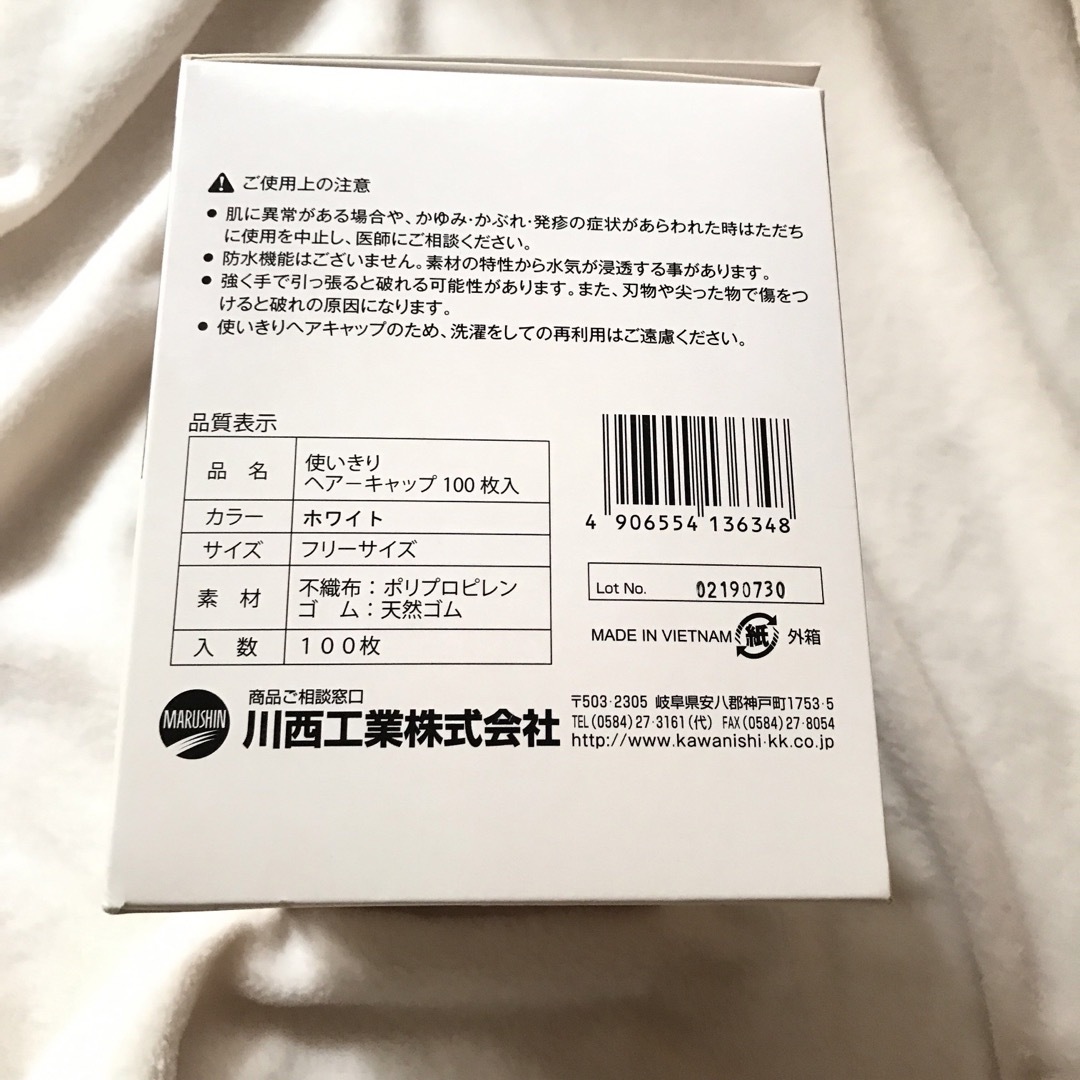 ご使用上の注意
● 肌に異常がある場合や、かゆみ・かぶれ・発疹の症状があらわれた時はただち
に使用を中止し、医師にご相談ください。
● 防水機能はございません。素材の特性から水気が浸透する事があります。
● 強く手で引っ張ると破れる可能性があります。また、刃物や尖った物で傷をつ
けると破れの原因になります。
● 使いきりヘアキャップのため、洗濯をしての再利用はご遠慮ください。
品質表示
品 名 使いきり
ヘアーキャップ 100 枚入
カラー ホワイト
サイズ フリーサイズ
素 材 不織布：ポリプロピレン
ゴ ム：天然ゴム
入 数 １００枚
4 906554 136348
Lot No. 02190730
MADE IN VIETNAM 紙 外箱
MARUSHIN
商品ご相談窓口
川西工業株式会社
〒503-2305 岐阜県安八郡神戸町1753-5
TEL(0584)27-3161(代) FAX(0584)27-8054
http://www.kawanishi-kk.co.jp